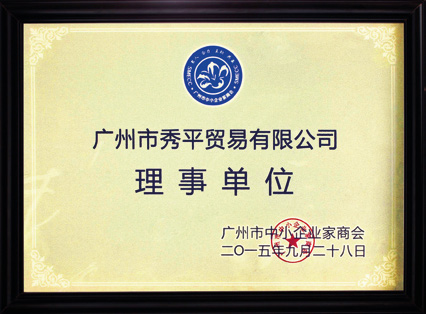 广州市秀平贸易有限公司
理事单位
广州市中小企业家商会
二〇一五年九月二十八日